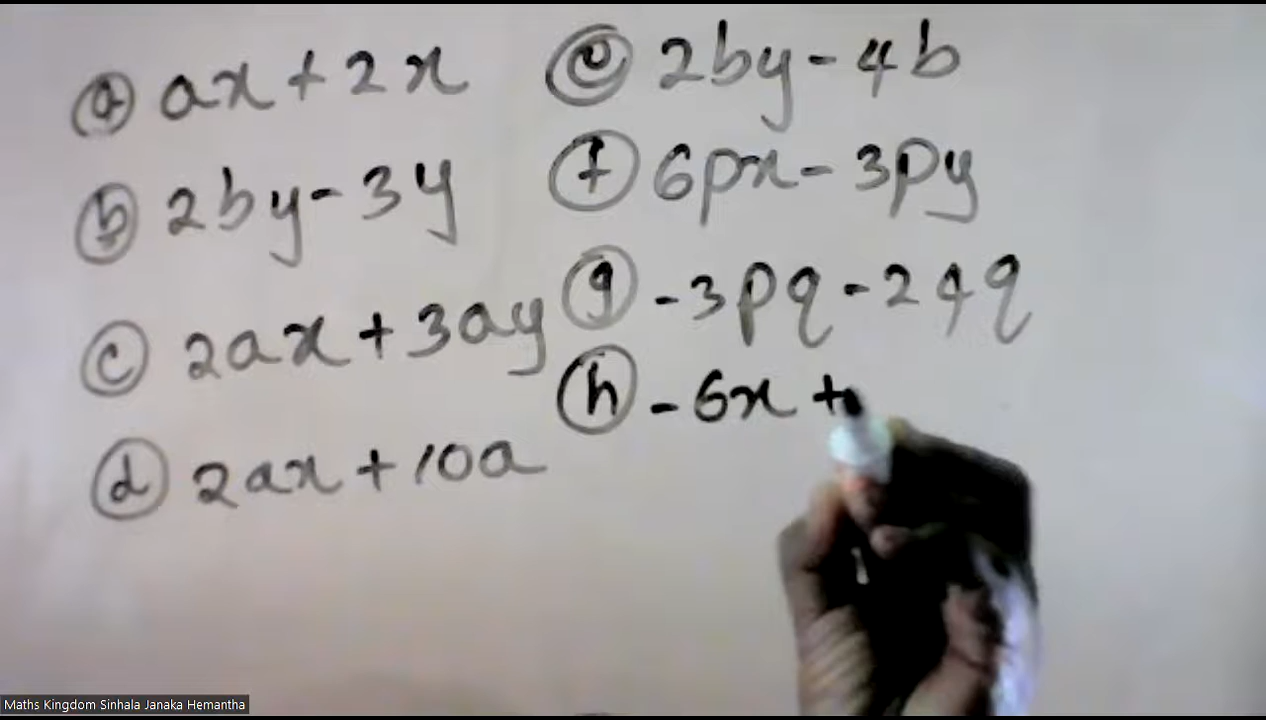 a ax + 2x
b 2by - 3y
c 2ax + 3ay
d 2ax + 10a
e 2by - 4b
f 6px - 3py
g -3pq - 24q
h -6x +
Maths Kingdom Sinhala Janaka Hemantha